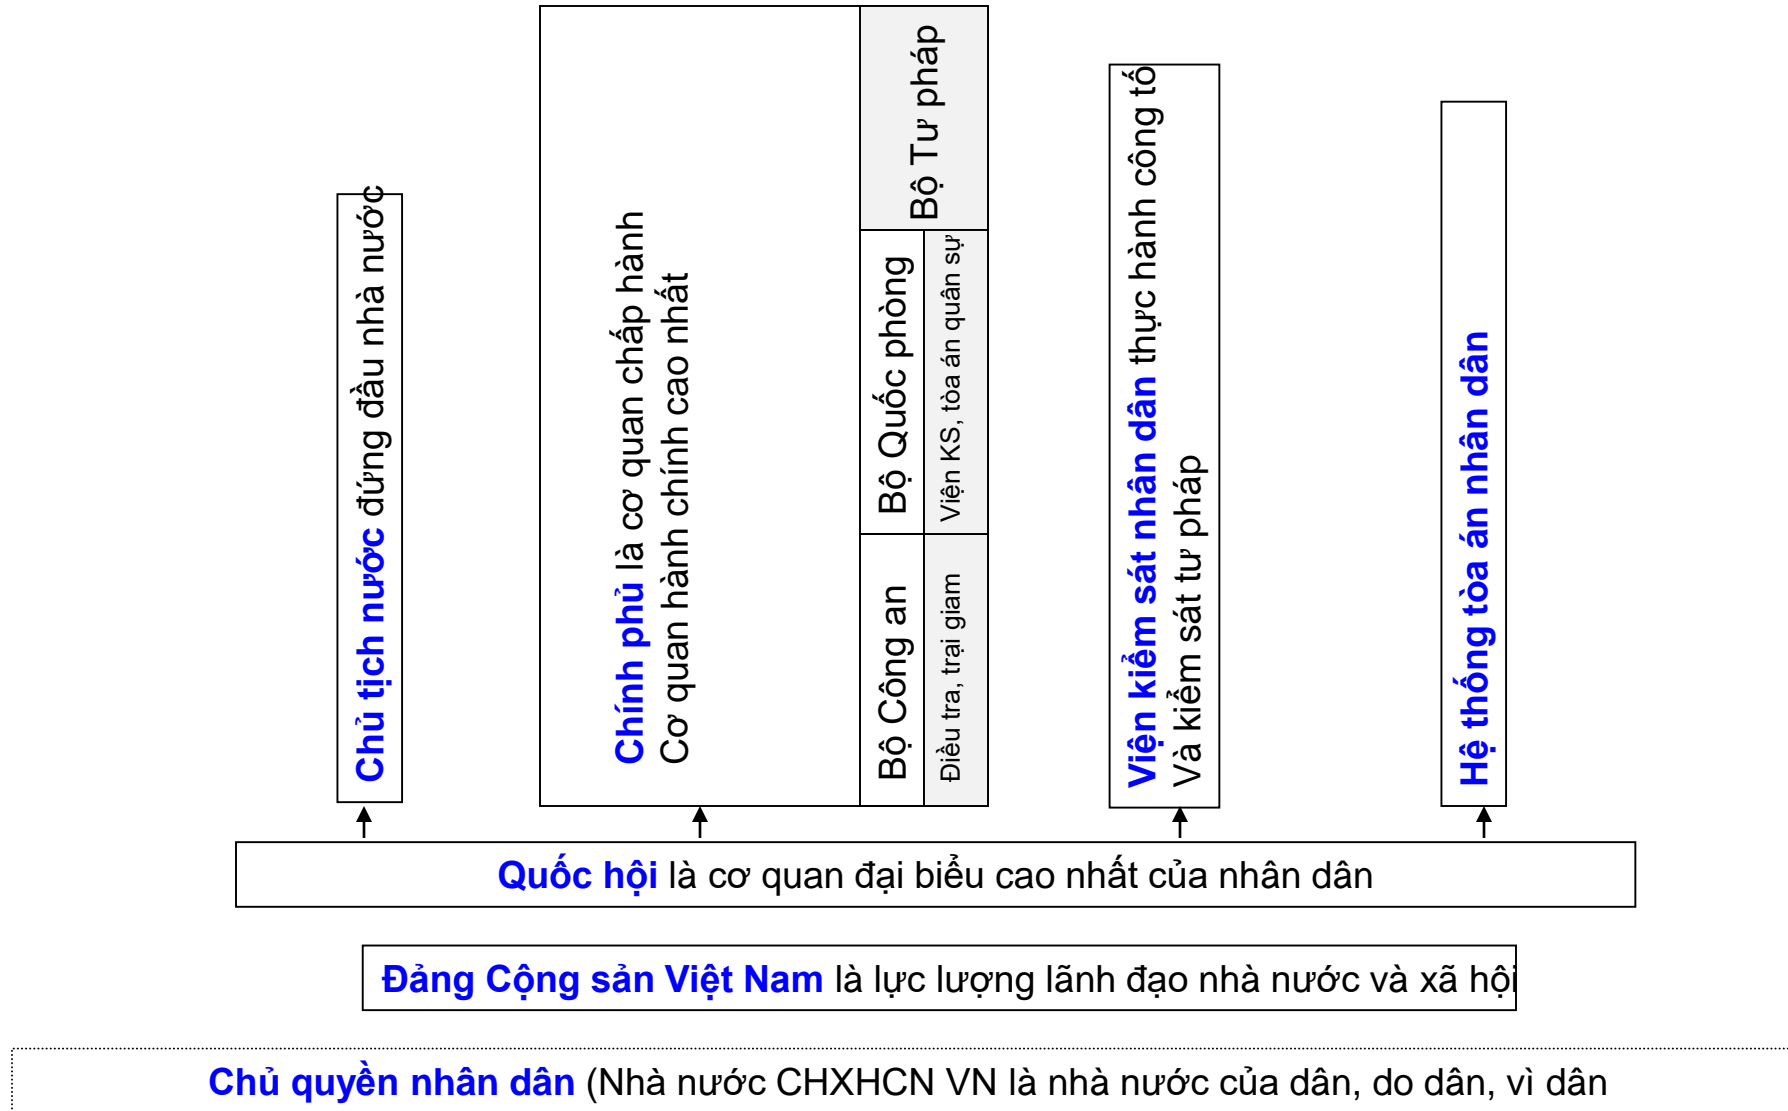 Chủ tịch nước đứng đầu nhà nước
Chính phủ là cơ quan chấp hành
Cơ quan hành chính cao nhất
Bộ Tư pháp
Bộ Quốc phòng
Viện KS, tòa án quân sự
Bộ Công an
Điều tra, trại giam
Viện kiểm sát nhân dân thực hành công tố
Và kiểm sát tư pháp
Hệ thống tòa án nhân dân
Quốc hội là cơ quan đại biểu cao nhất của nhân dân
Đảng Cộng sản Việt Nam là lực lượng lãnh đạo nhà nước và xã hội
Chủ quyền nhân dân (Nhà nước CHXHCN VN là nhà nước của dân, do dân, vì dân